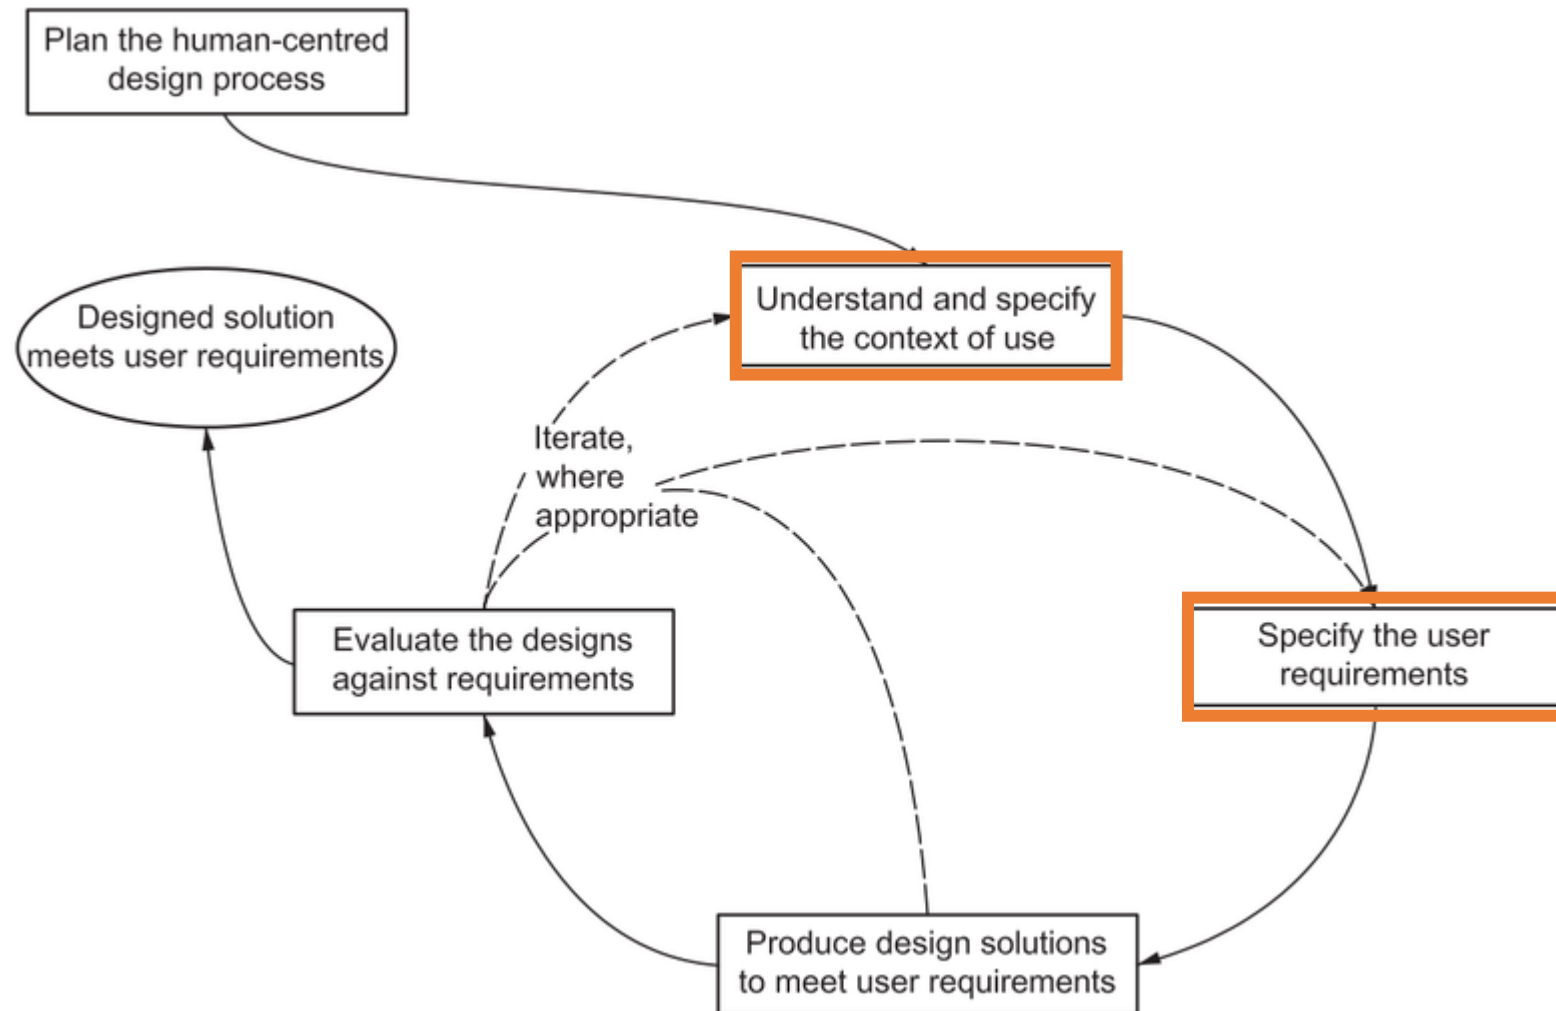 Plan the human-centred
design process
Understand and specify
the context of use
Designed solution
meets user requirements
Iterate,
where
appropriate
Evaluate the designs
against requirements
Specify the user
requirements
Produce design solutions
to meet user requirements